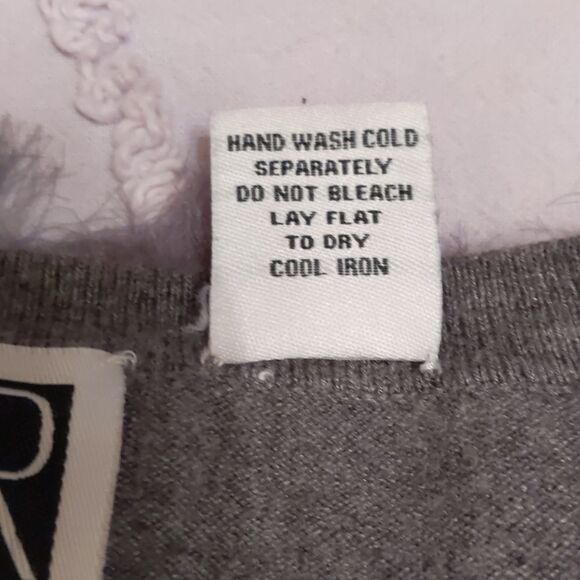 HAND WASH COLD
SEPARATELY
DO NOT BLEACH
LAY FLAT
TO DRY
COOL IRON